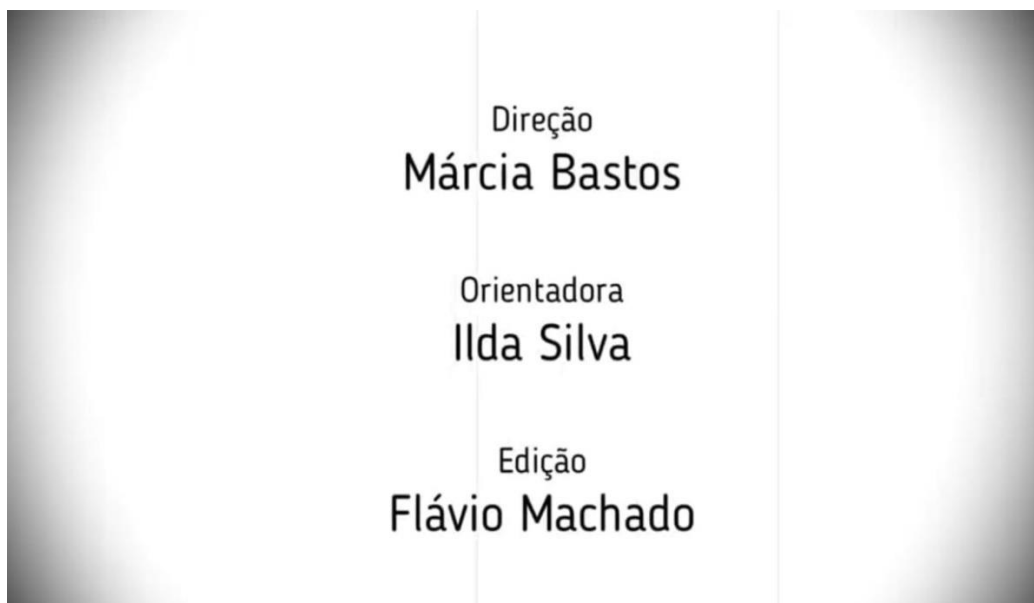 Direção
Márcia Bastos
Orientadora
Ilda Silva
Edição
Flávio Machado